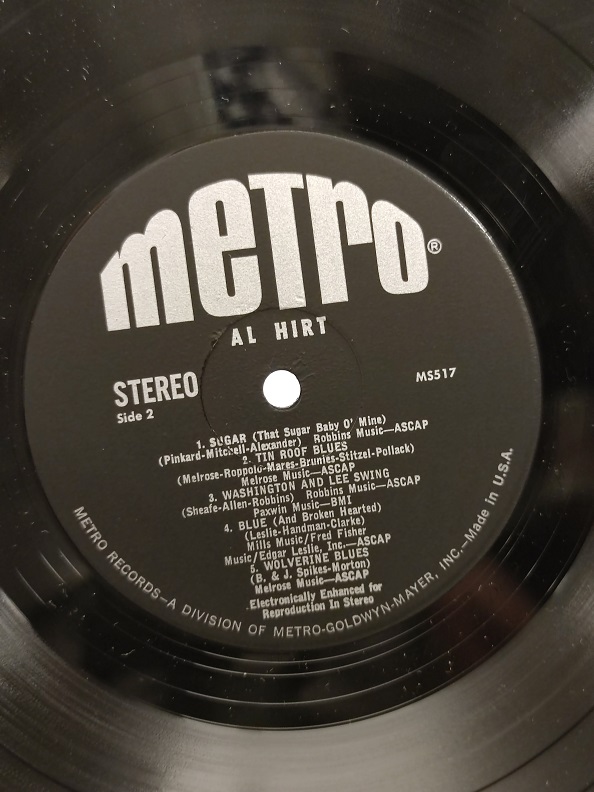 metro®
AL HIRT
STEREO
MS517
Side 2
1. SUGAR (That Sugar Baby O' Mine)
(Pinkard-Mitchell-Alexander) Robbins Music—ASCAP
2. TIN ROOF BLUES
(Melrose-Roppolo-Mares-Brunies-Stitzel-Pollack)
Melrose Music—ASCAP
3. WASHINGTON AND LEE SWING
(Sheafe-Allen-Robbins) Robbins Music—ASCAP
Paxwin Music—BMI
4. BLUE (And Broken Hearted)
(Leslie-Handman-Clarke)
Mills Music/Fred Fisher
Music/Edgar Leslie, Inc—ASCAP
5. WOLVERINE BLUES
(B. & J. Spikes-Morton)
Melrose Music—ASCAP
Electronically Enhanced for
Reproduction In Stereo
METRO RECORDS—A DIVISION OF METRO-GOLDWYN-MAYER, INC.—Made in U.S.A.